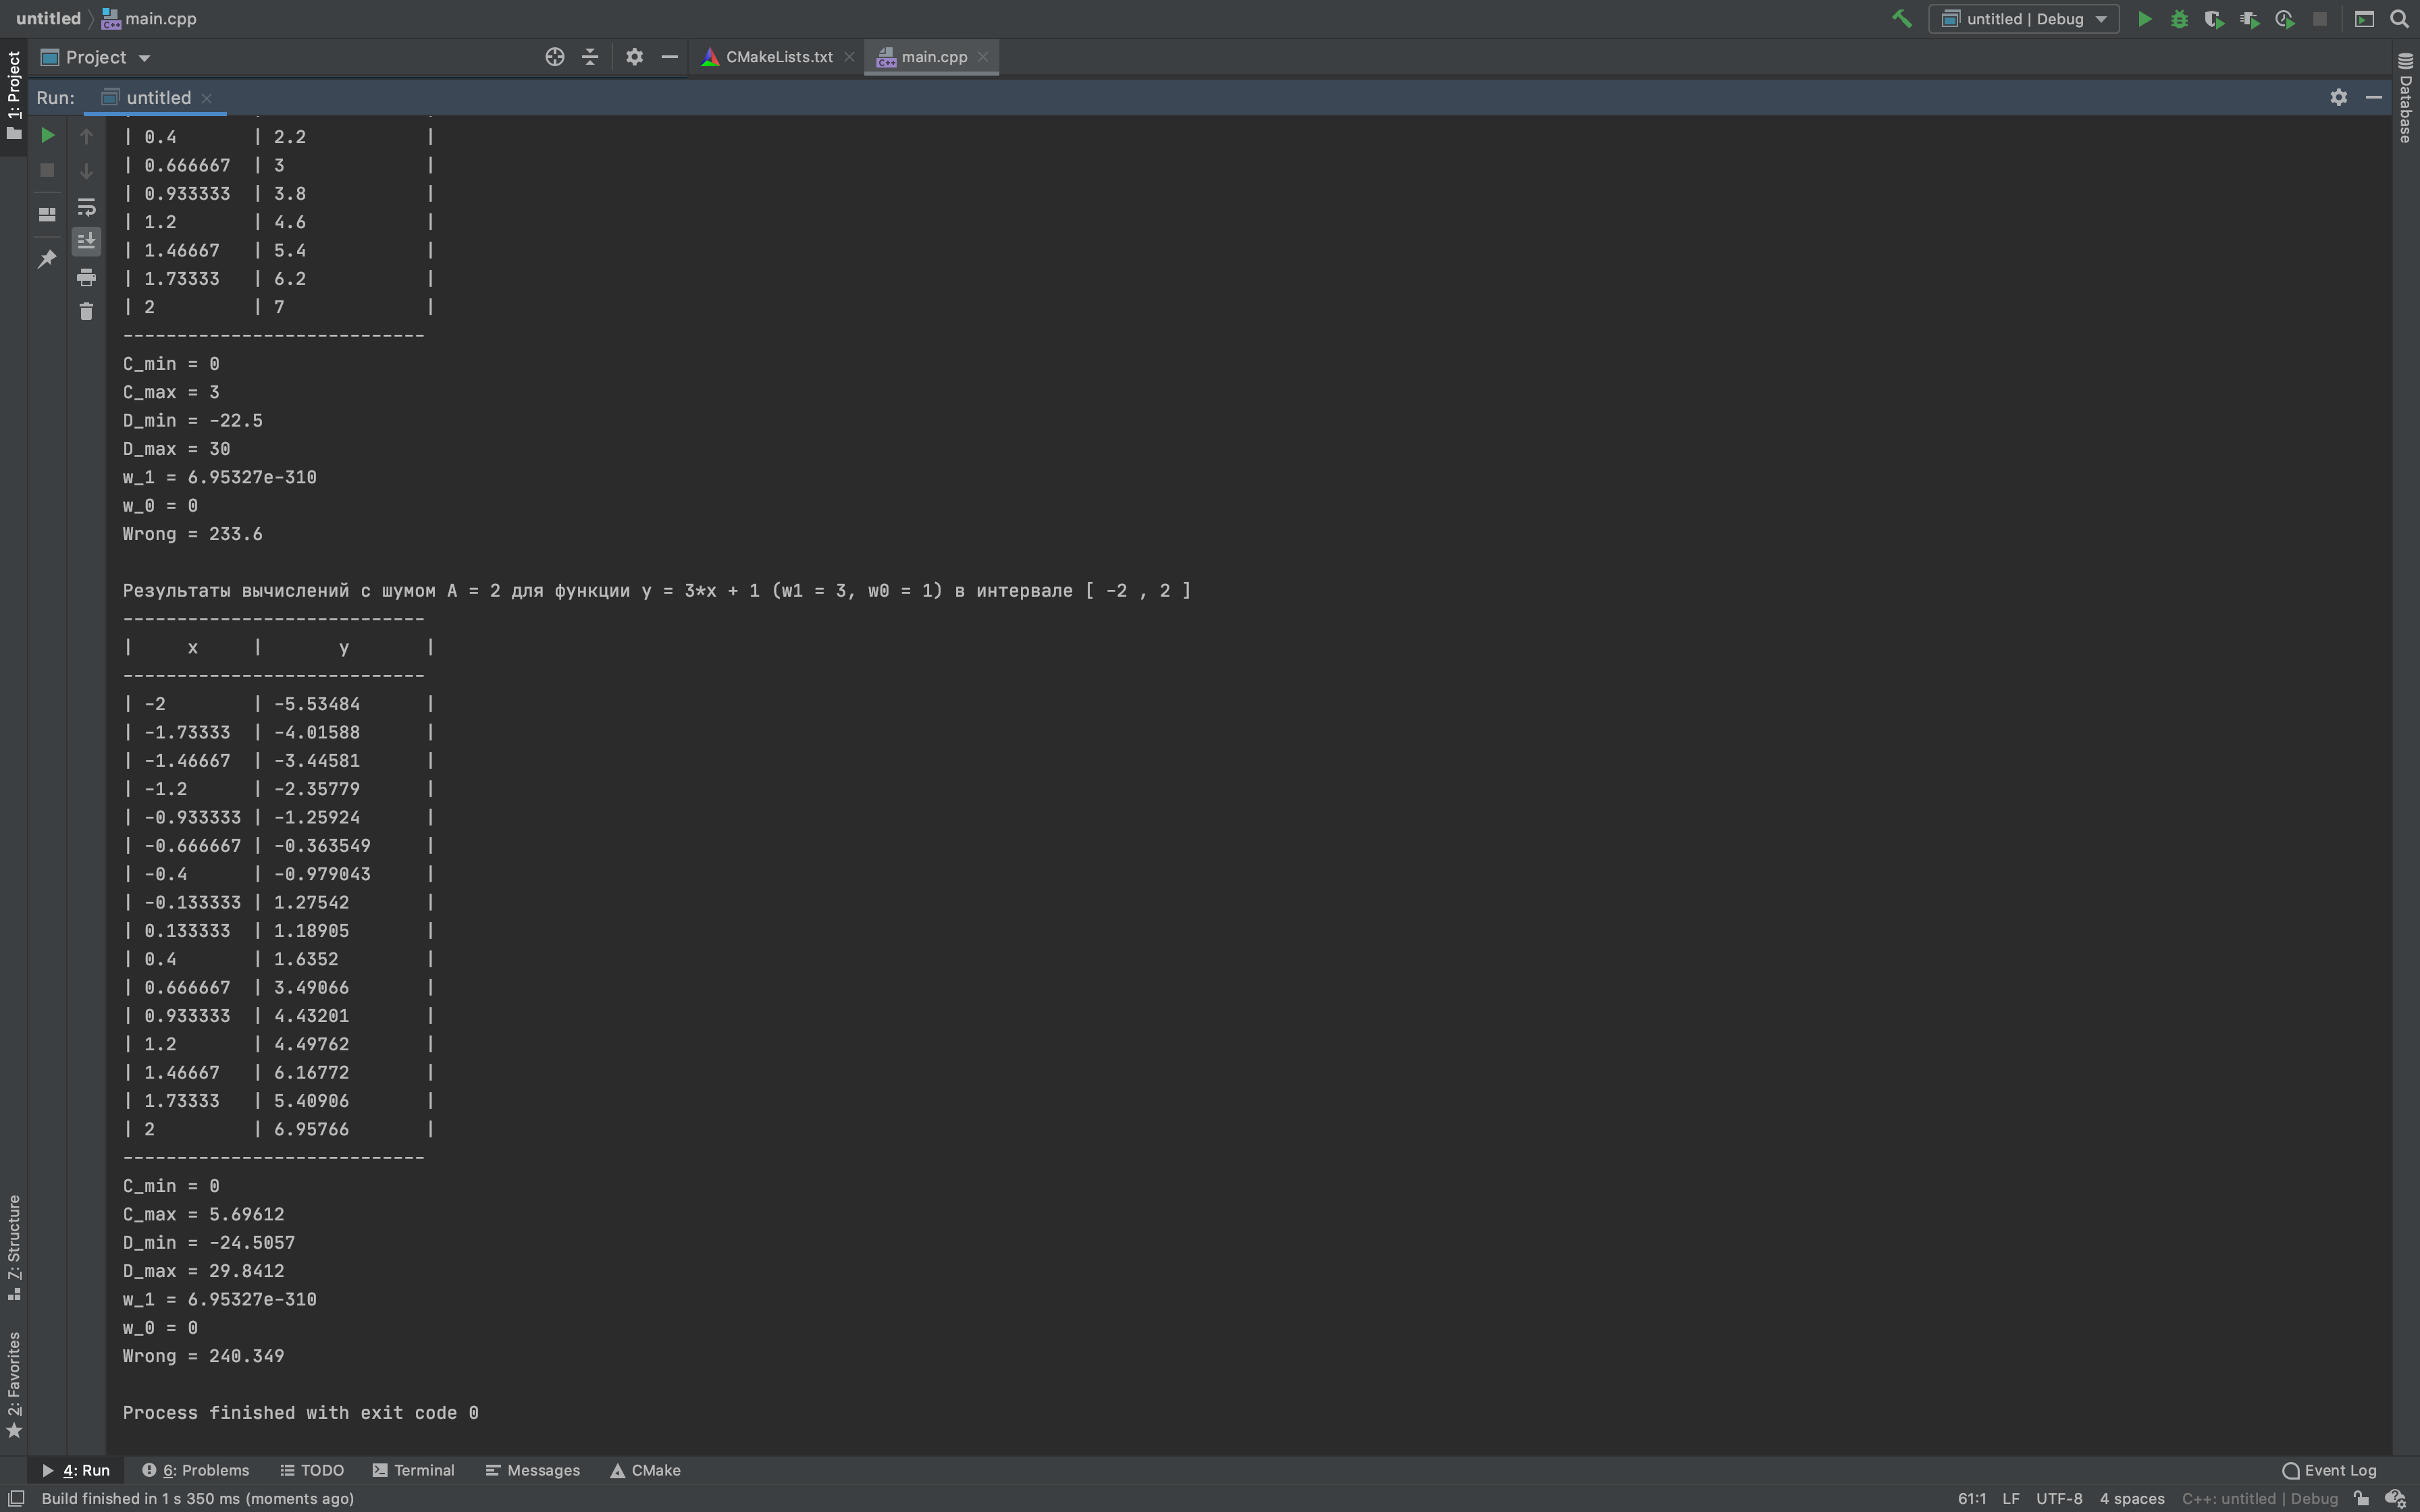 untitled main.cpp untitled | Debug
1: Project Project CMakeLists.txt main.cpp Database
Run: untitled
| 0.4 | 2.2 |
| 0.666667 | 3 |
| 0.933333 | 3.8 |
| 1.2 | 4.6 |
| 1.46667 | 5.4 |
| 1.73333 | 6.2 |
| 2 | 7 |
----------------------------
C_min = 0
C_max = 3
D_min = -22.5
D_max = 30
w_1 = 6.95327e-310
w_0 = 0
Wrong = 233.6
Результаты вычислений с шумом A = 2 для функции y = 3*x + 1 (w1 = 3, w0 = 1) в интервале [ -2 , 2 ]
----------------------------
| x | y |
----------------------------
| -2 | -5.53484 |
| -1.73333 | -4.01588 |
| -1.46667 | -3.44581 |
| -1.2 | -2.35779 |
| -0.933333 | -1.25924 |
| -0.666667 | -0.363549 |
| -0.4 | -0.979043 |
| -0.133333 | 1.27542 |
| 0.133333 | 1.18905 |
| 0.4 | 1.6352 |
| 0.666667 | 3.49066 |
| 0.933333 | 4.43201 |
| 1.2 | 4.49762 |
| 1.46667 | 6.16772 |
| 1.73333 | 5.40906 |
| 2 | 6.95766 |
----------------------------
C_min = 0
C_max = 5.69612
D_min = -24.5057
D_max = 29.8412
w_1 = 6.95327e-310
w_0 = 0
Wrong = 240.349
Process finished with exit code 0
7: Structure
2: Favorites
4: Run 6: Problems TODO Terminal Messages CMake Event Log
Build finished in 1 s 350 ms (moments ago) 61:1 LF UTF-8 4 spaces C++: untitled | Debug